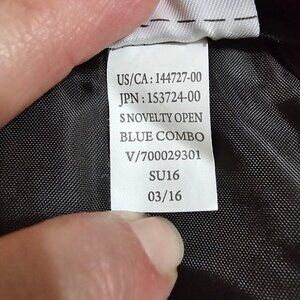 US/CA : 144727-00
JPN : 153724-00
S NOVELTY OPEN
BLUE COMBO
V/700029301
SU16
03/16